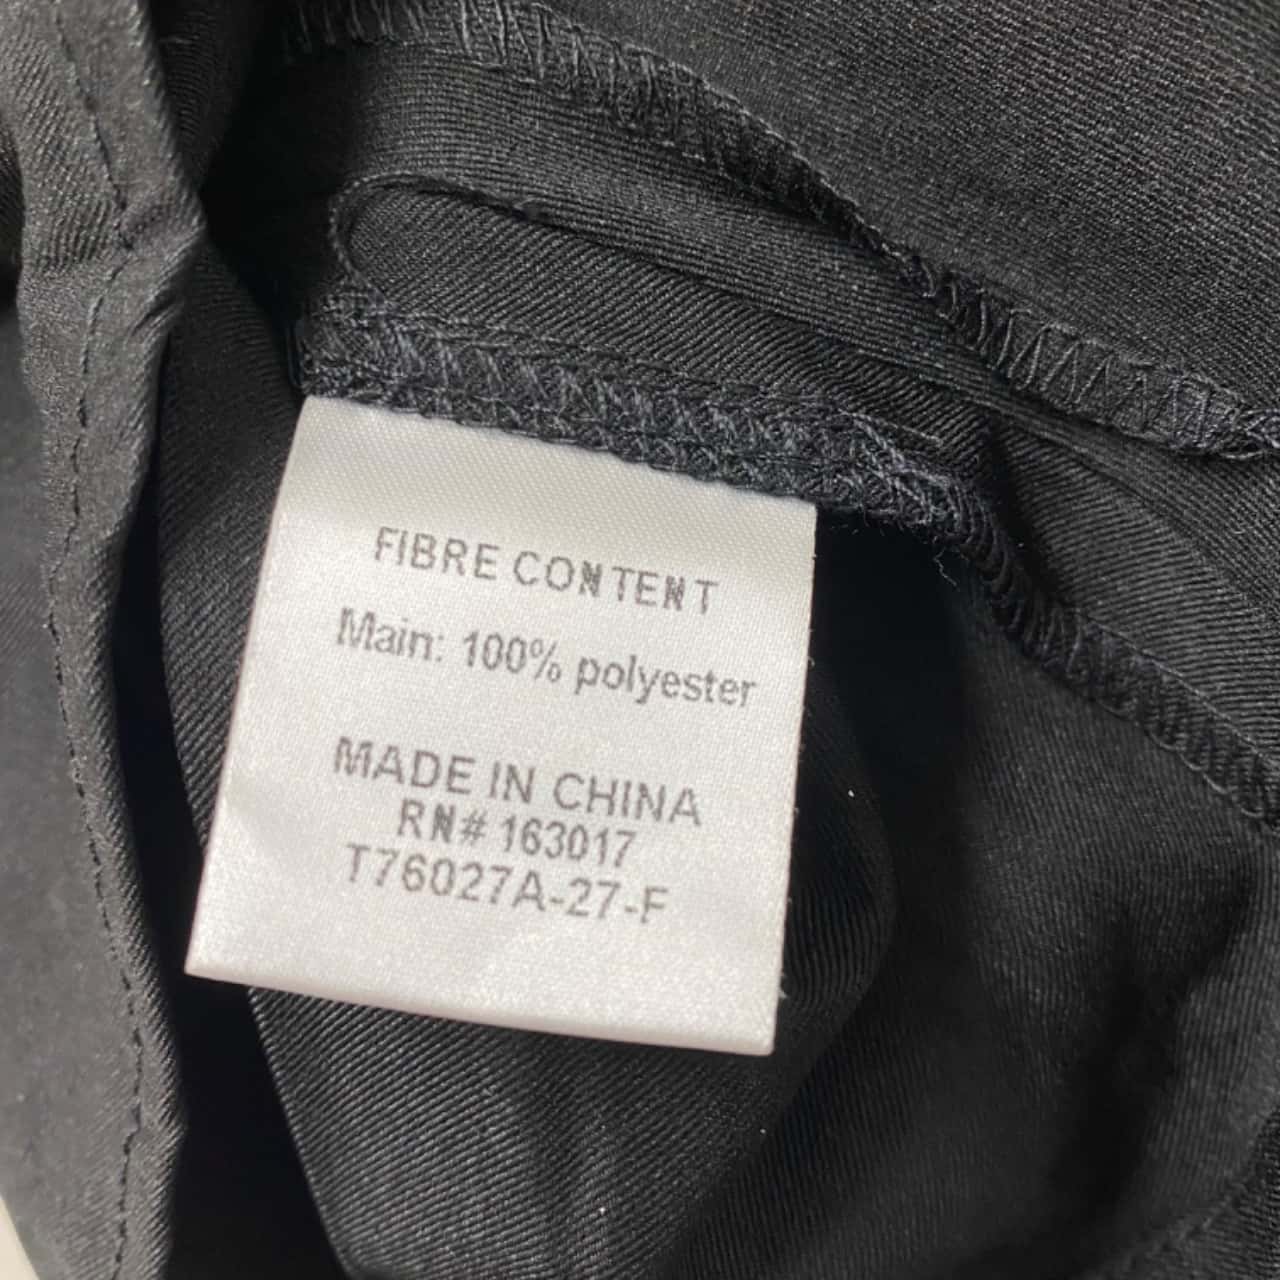 FIBRE CONTENT
Main: 100% polyester
MADE IN CHINA
RN# 163017
T76027A-27-F